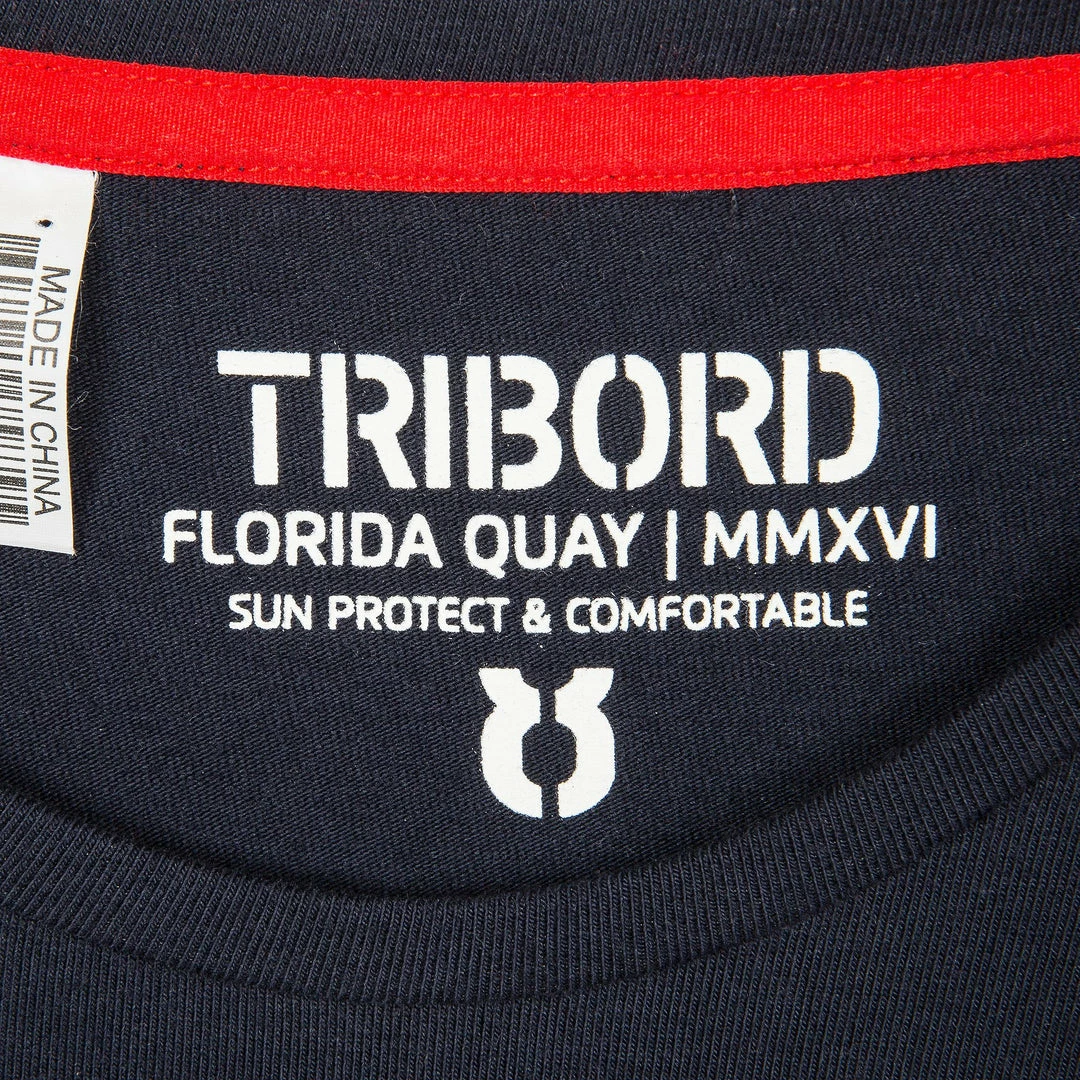 MADE IN CHINA
TRIBORD
FLORIDA QUAY | MMXVI
SUN PROTECT & COMFORTABLE